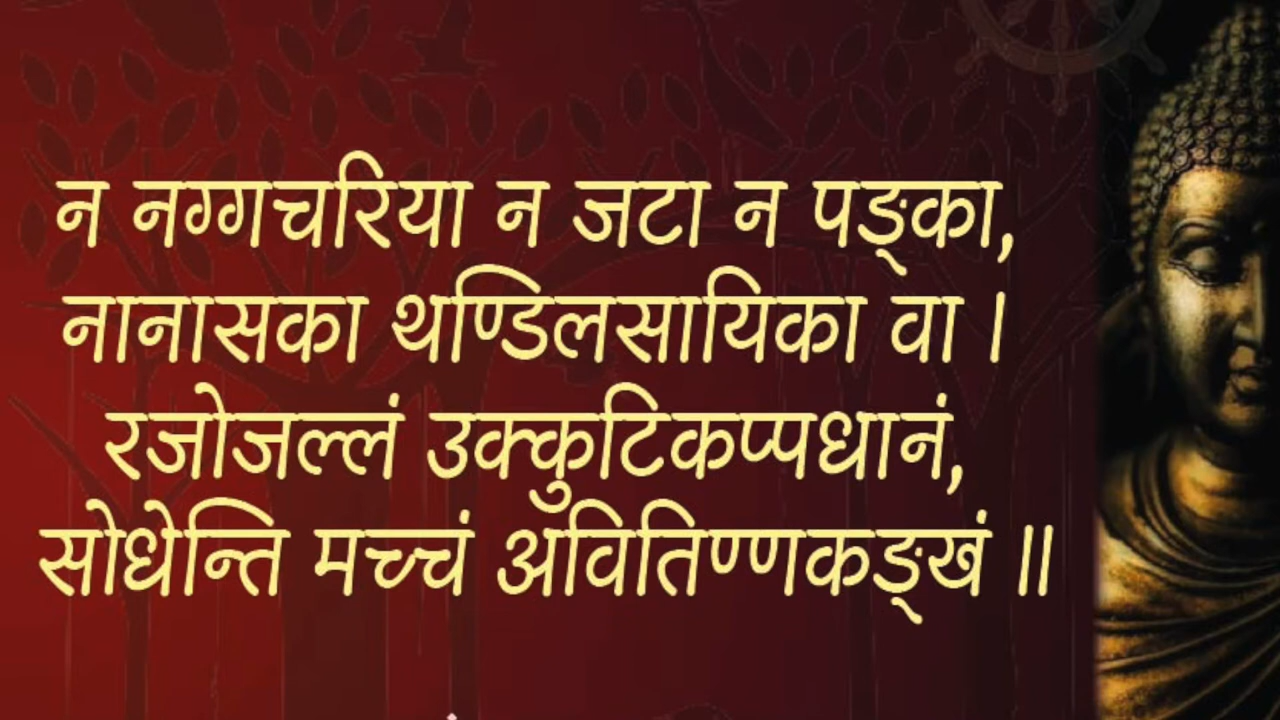 न नग्गचरिया न जटा न पङ्का,
नानासका थण्डिलसायिका वा ।
रजोजल्लं उक्कुटिकप्पधानं,
सोधेन्ति मच्चं अवितिण्णकङ्खं ॥